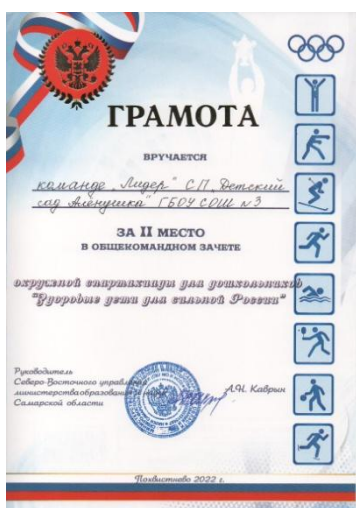 ГРАМОТА
ВРУЧАЕТСЯ
команде „Лидер" СП „Детский
сад Алёнушка" ГБОУ СОШ №3
ЗА II МЕСТО
В ОБЩЕКОМАНДНОМ ЗАЧЕТЕ
окружной спартакиады для дошкольников
"Здоровые дети для сильной России"
Руководитель
Северо-Восточного управления
министерства образования и науки
Самарской области
А.Н. Каврын
Похвистнево 2022 г.